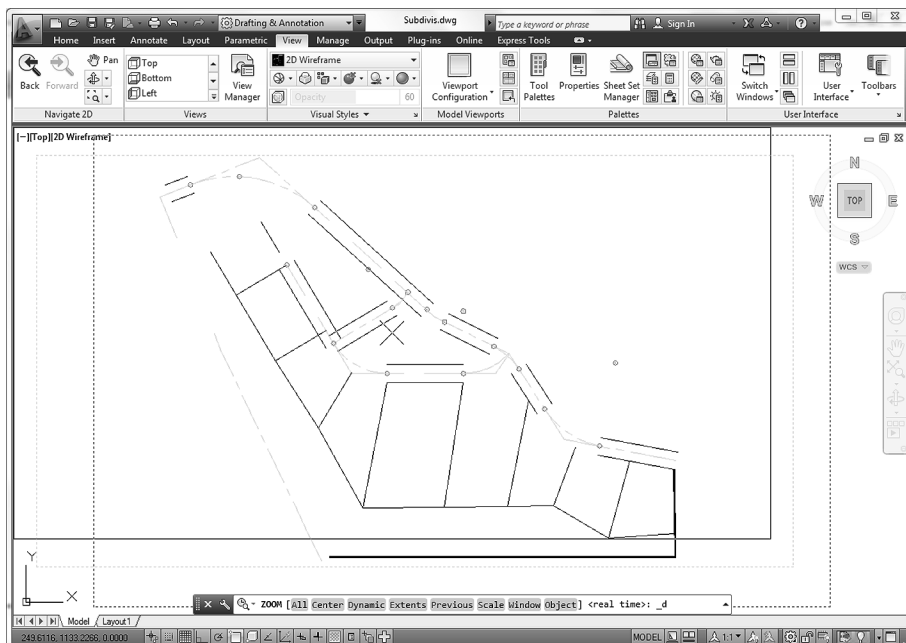 Drafting & Annotation
Subdivis.dwg
Type a keyword or phrase
Sign In
Home Insert Annotate Layout Parametric View Manage Output Plug-ins Online Express Tools
Back Forward Pan
Top
Bottom
Left
View Manager
2D Wireframe
Opacity 60
Viewport Configuration
Tool Palettes
Properties
Sheet Set Manager
Switch Windows
User Interface
Toolbars
Navigate 2D Views Visual Styles Model Viewports Palettes User Interface
[−][Top][2D Wireframe]
N
W TOP E
S
WCS
Y
X
ZOOM [All Center Dynamic Extents Previous Scale Window Object] <real time>: _d
Model Layout1
249.6116, 1133.2266, 0.0000 MODEL 1:1